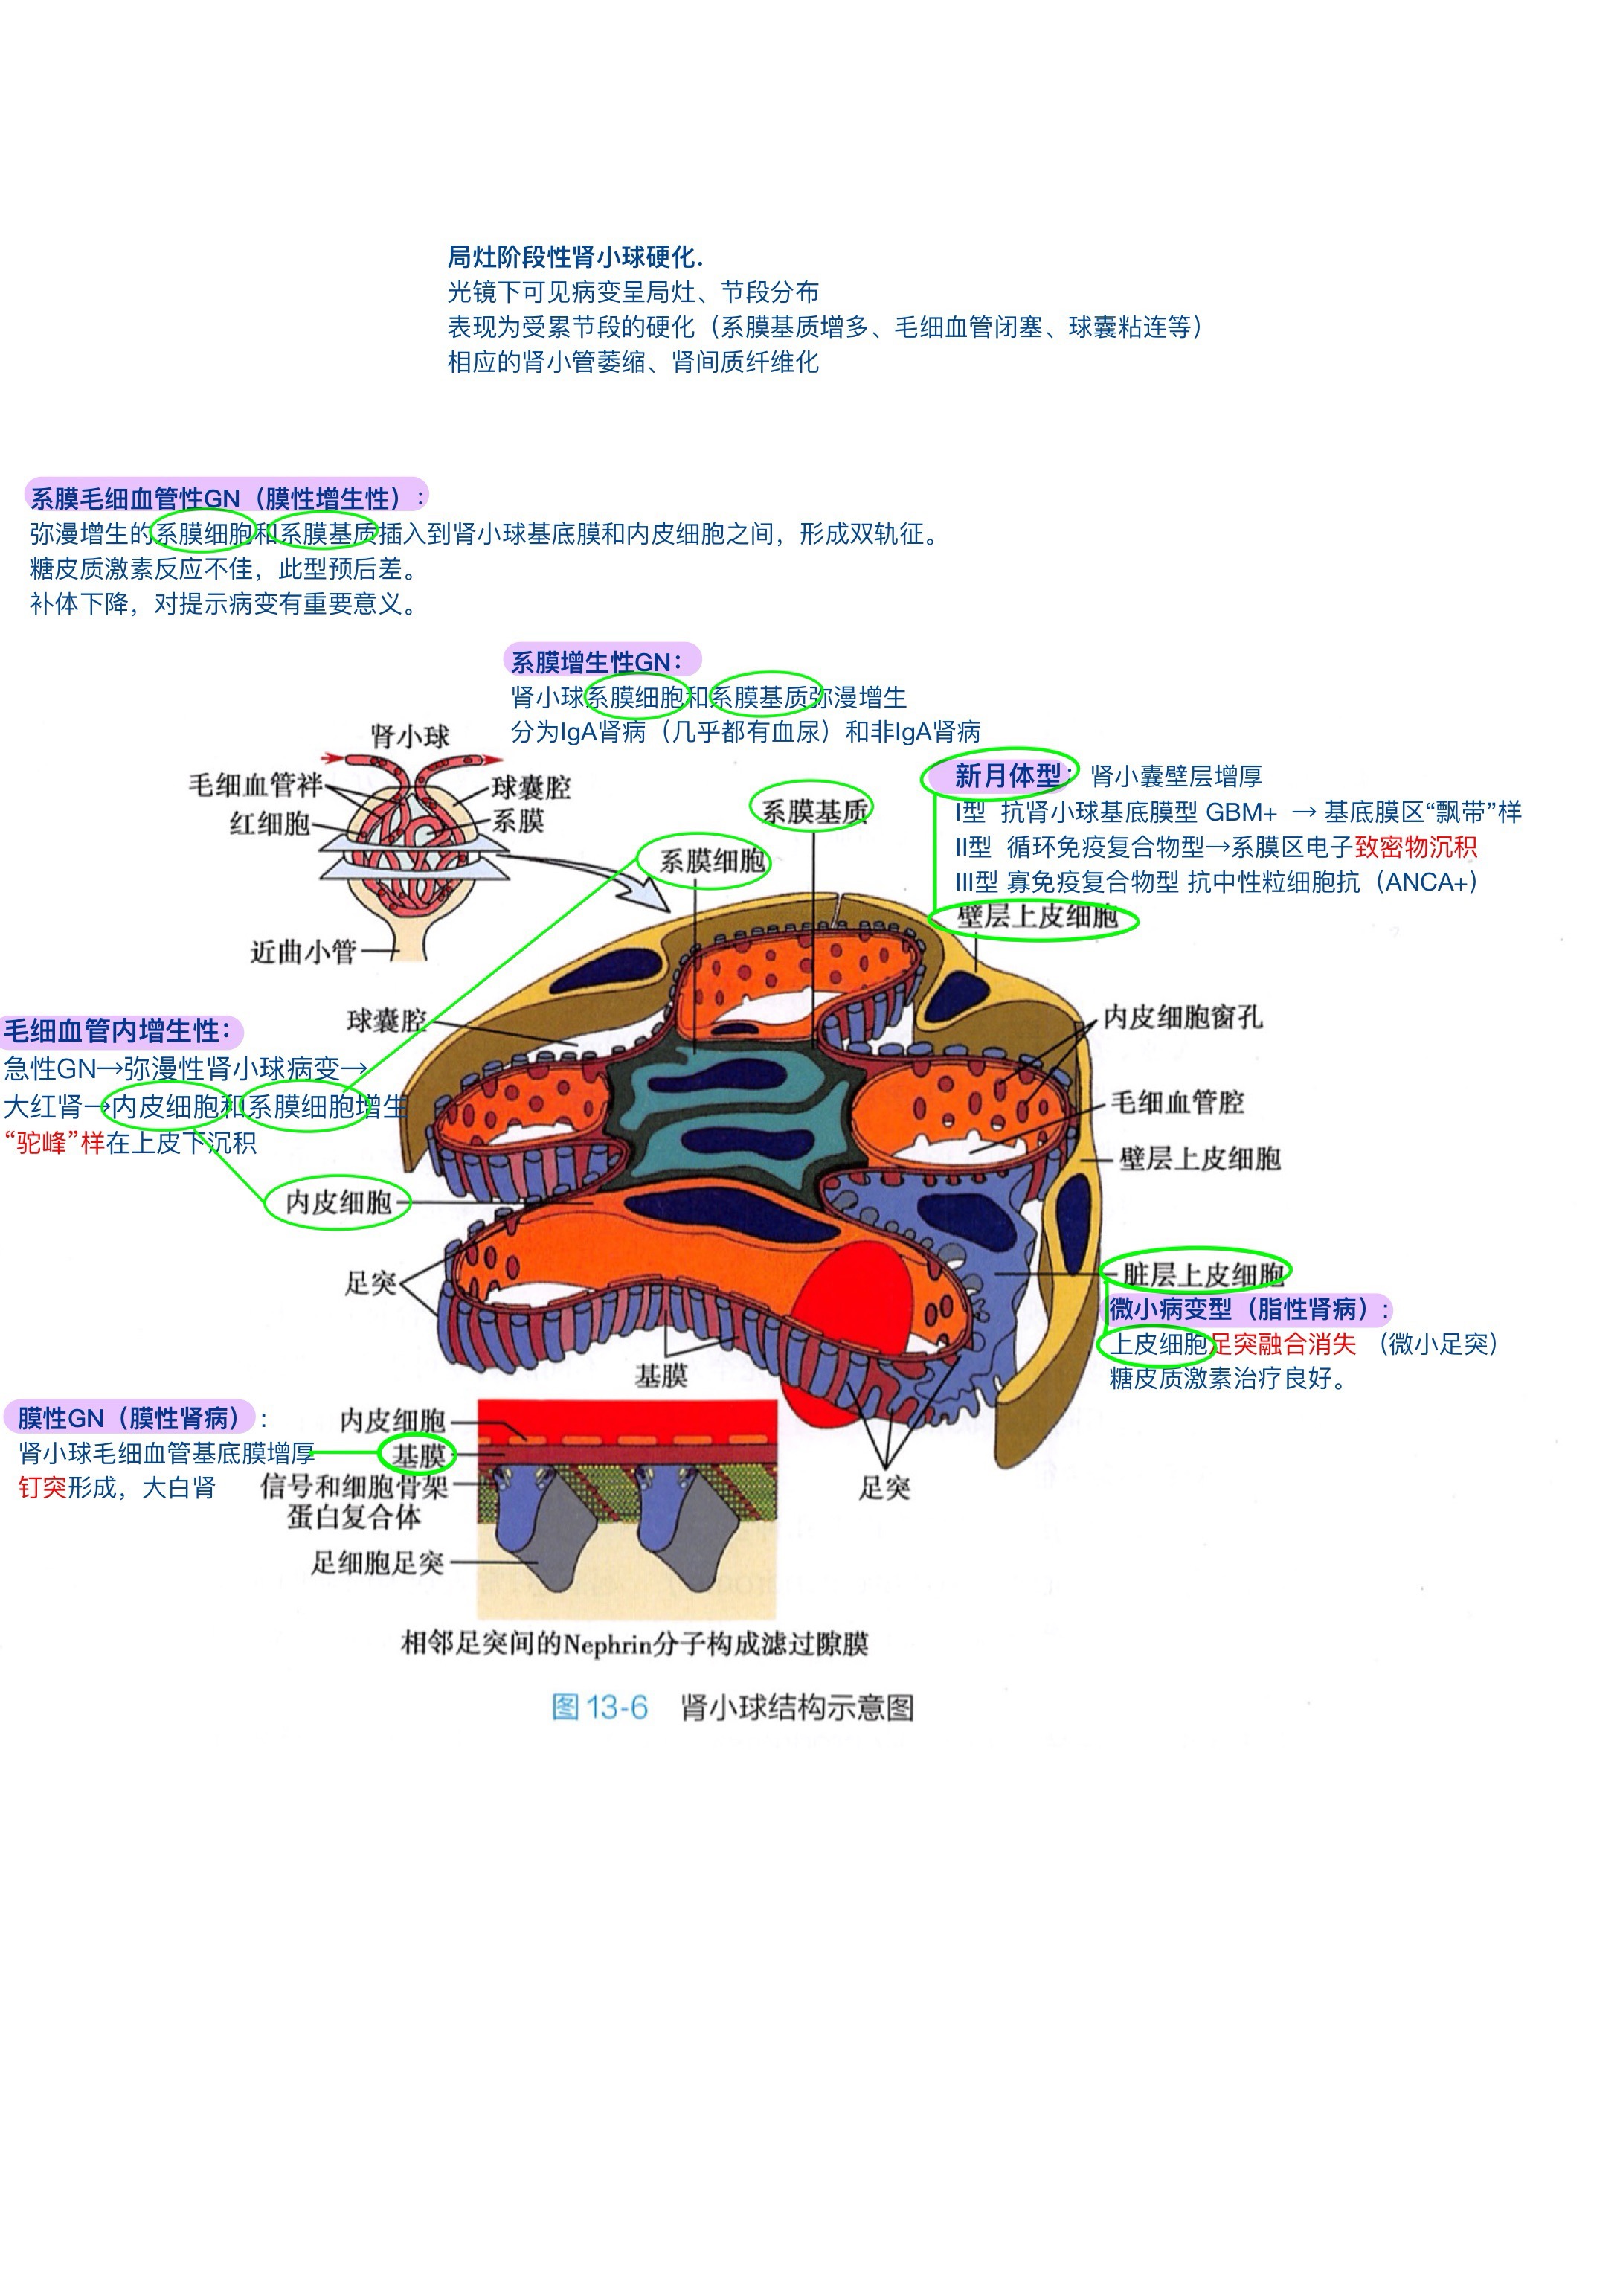 局灶阶段性肾小球硬化.
光镜下可见病变呈局灶、节段分布
表现为受累节段的硬化（系膜基质增多、毛细血管闭塞、球囊粘连等）
相应的肾小管萎缩、肾间质纤维化
系膜毛细血管性GN（膜性增生性）：
弥漫增生的系膜细胞和系膜基质插入到肾小球基底膜和内皮细胞之间，形成双轨征。
糖皮质激素反应不佳，此型预后差。
补体下降，对提示病变有重要意义。
系膜增生性GN：
肾小球系膜细胞和系膜基质弥漫增生
分为IgA肾病（几乎都有血尿）和非IgA肾病
肾小球
毛细血管袢
红细胞
球囊腔
系膜
近曲小管
系膜基质
系膜细胞
新月体型：肾小囊壁层增厚
I型 抗肾小球基底膜型 GBM+ → 基底膜区“飘带”样
II型 循环免疫复合物型→系膜区电子致密物沉积
III型 寡免疫复合物型 抗中性粒细胞抗（ANCA+）
壁层上皮细胞
球囊腔
内皮细胞窗孔
毛细血管腔
壁层上皮细胞
毛细血管内增生性：
急性GN→弥漫性肾小球病变→
大红肾→内皮细胞和系膜细胞增生
“驼峰”样在上皮下沉积
内皮细胞
足突
脏层上皮细胞
微小病变型（脂性肾病）：
上皮细胞足突融合消失 （微小足突）
糖皮质激素治疗良好。
基膜
足突
膜性GN（膜性肾病）：
肾小球毛细血管基底膜增厚
钉突形成，大白肾
内皮细胞
基膜
信号和细胞骨架
蛋白复合体
足细胞足突
相邻足突间的Nephrin分子构成滤过隙膜
图 13-6 肾小球结构示意图